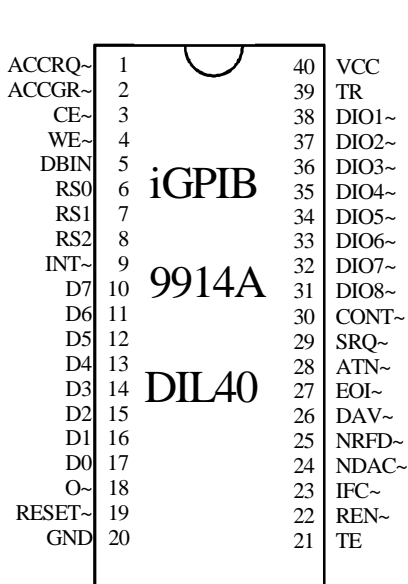 ACCRQ~ 1 40 VCC
ACCGR~ 2 39 TR
CE~ 3 38 DIO1~
WE~ 4 37 DIO2~
DBIN 5 36 DIO3~
RS0 6 35 DIO4~
RS1 7 34 DIO5~
RS2 8 33 DIO6~
INT~ 9 32 DIO7~
D7 10 31 DIO8~
D6 11 30 CONT~
D5 12 29 SRQ~
D4 13 28 ATN~
D3 14 27 EOI~
D2 15 26 DAV~
D1 16 25 NRFD~
D0 17 24 NDAC~
O~ 18 23 IFC~
RESET~ 19 22 REN~
GND 20 21 TE
iGPIB
9914A
DIL40